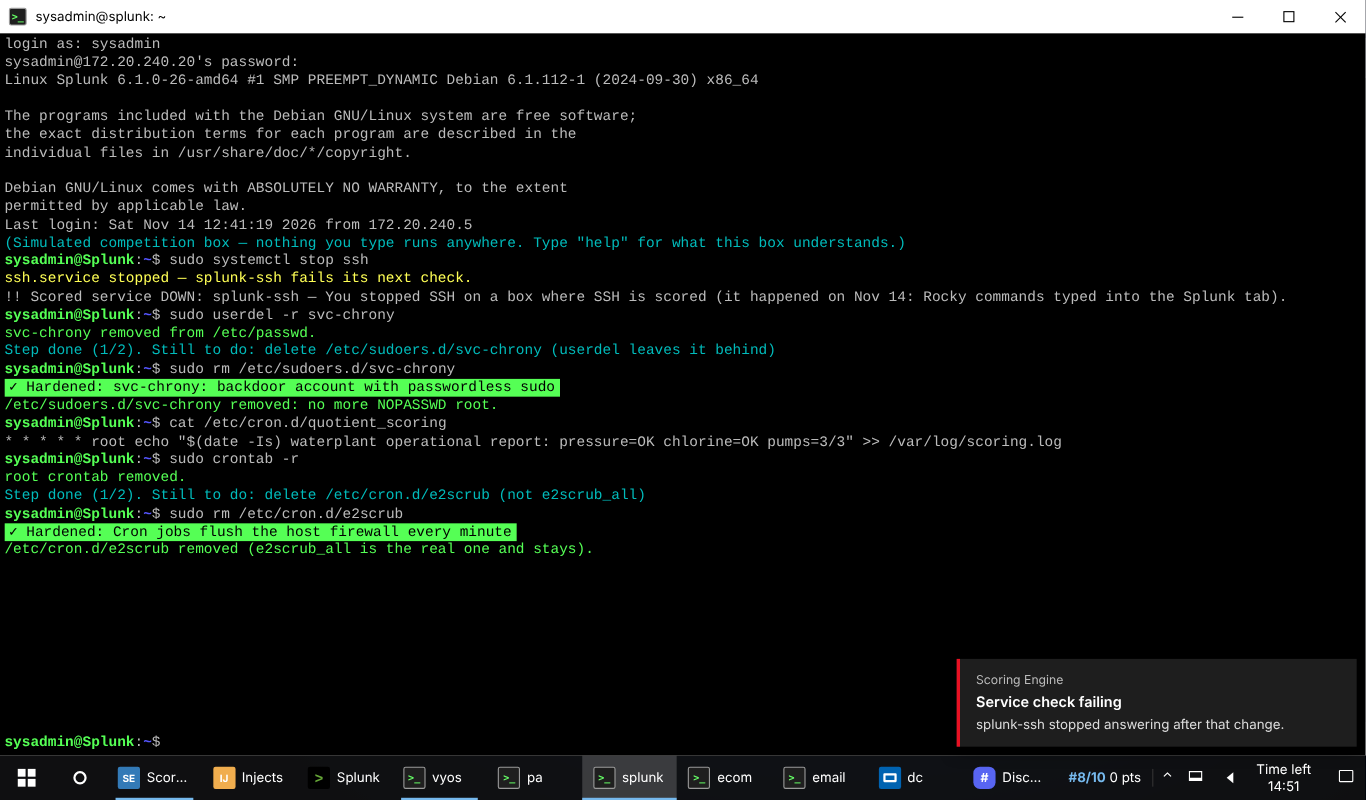 sysadmin@splunk: ~
login as: sysadmin
sysadmin@172.20.240.20's password:
Linux Splunk 6.1.0-26-amd64 #1 SMP PREEMPT_DYNAMIC Debian 6.1.112-1 (2024-09-30) x86_64
The programs included with the Debian GNU/Linux system are free software;
the exact distribution terms for each program are described in the
individual files in /usr/share/doc/*/copyright.
Debian GNU/Linux comes with ABSOLUTELY NO WARRANTY, to the extent
permitted by applicable law.
Last login: Sat Nov 14 12:41:19 2026 from 172.20.240.5
(Simulated competition box — nothing you type runs anywhere. Type "help" for what this box understands.)
sysadmin@Splunk:~$ sudo systemctl stop ssh
ssh.service stopped — splunk-ssh fails its next check.
!! Scored service DOWN: splunk-ssh — You stopped SSH on a box where SSH is scored (it happened on Nov 14: Rocky commands typed into the Splunk tab).
sysadmin@Splunk:~$ sudo userdel -r svc-chrony
svc-chrony removed from /etc/passwd.
Step done (1/2). Still to do: delete /etc/sudoers.d/svc-chrony (userdel leaves it behind)
sysadmin@Splunk:~$ sudo rm /etc/sudoers.d/svc-chrony
✓ Hardened: svc-chrony: backdoor account with passwordless sudo
/etc/sudoers.d/svc-chrony removed: no more NOPASSWD root.
sysadmin@Splunk:~$ cat /etc/cron.d/quotient_scoring
* * * * * root echo "$(date -Is) waterplant operational report: pressure=OK chlorine=OK pumps=3/3" >> /var/log/scoring.log
sysadmin@Splunk:~$ sudo crontab -r
root crontab removed.
Step done (1/2). Still to do: delete /etc/cron.d/e2scrub (not e2scrub_all)
sysadmin@Splunk:~$ sudo rm /etc/cron.d/e2scrub
✓ Hardened: Cron jobs flush the host firewall every minute
/etc/cron.d/e2scrub removed (e2scrub_all is the real one and stays).
Scoring Engine
Service check failing
splunk-ssh stopped answering after that change.
sysadmin@Splunk:~$
SE Scor... IJ Injects > Splunk >_ vyos >_ pa >_ splunk >_ ecom >_ email dc # Disc... #8/10 0 pts Time left
14:51